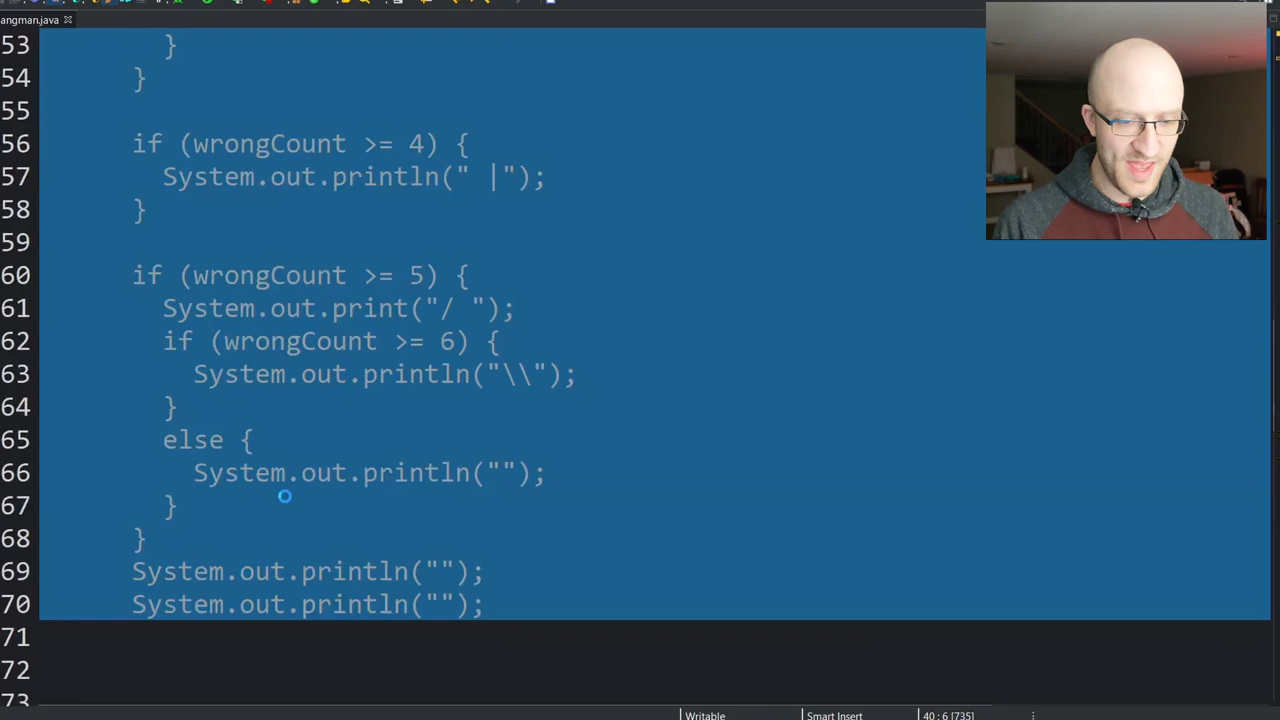 angman.java
53 }
54 }
55
56 if (wrongCount >= 4) {
57 System.out.println(" |");
58 }
59
60 if (wrongCount >= 5) {
61 System.out.print("/ ");
62 if (wrongCount >= 6) {
63 System.out.println("\\");
64 }
65 else {
66 System.out.println("");
67 }
68 }
69 System.out.println("");
70 System.out.println("");
71
72
73
Writable Smart Insert 40 : 6 [735]